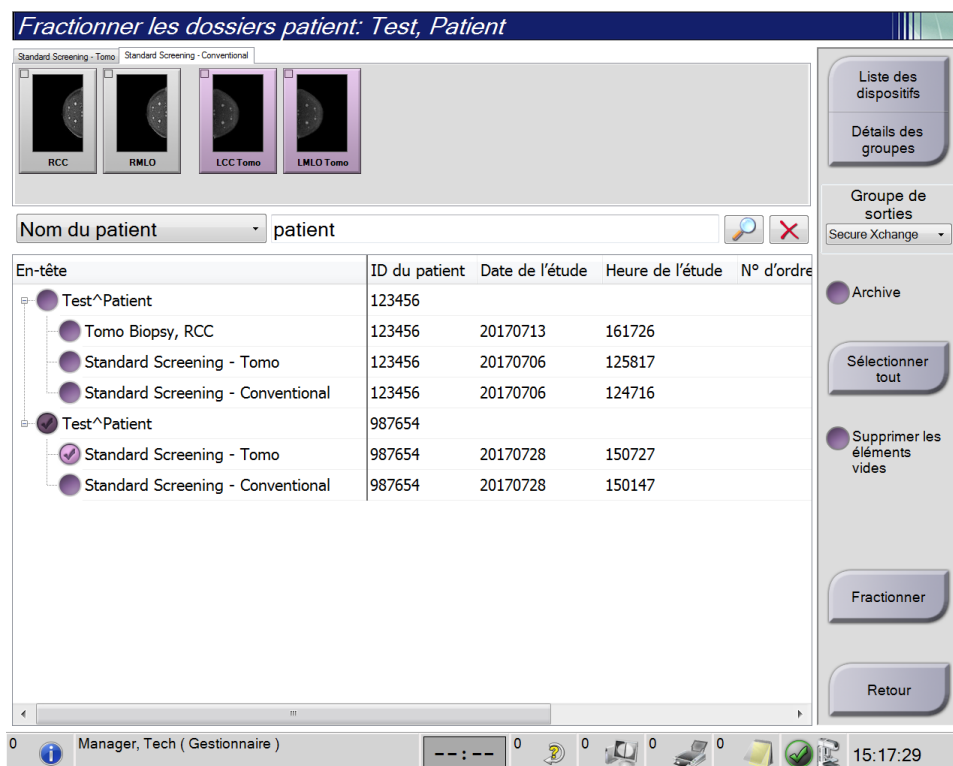 Fractionner les dossiers patient: Test, Patient
Standard Screening - Tomo
Standard Screening - Conventional
RCC
RMLO
LCC Tomo
LMLO Tomo
Nom du patient
patient
En-tête ID du patient Date de l’étude Heure de l’étude N° d’ordre
Test^Patient 123456
Tomo Biopsy, RCC 123456 20170713 161726
Standard Screening - Tomo 123456 20170706 125817
Standard Screening - Conventional 123456 20170706 124716
Test^Patient 987654
Standard Screening - Tomo 987654 20170728 150727
Standard Screening - Conventional 987654 20170728 150147
Liste des
dispositifs
Détails des
groupes
Groupe de
sorties
Secure Xchange
Archive
Sélectionner
tout
Supprimer les
éléments
vides
Fractionner
Retour
0 Manager, Tech ( Gestionnaire ) --:-- 0 0 0 0 15:17:29